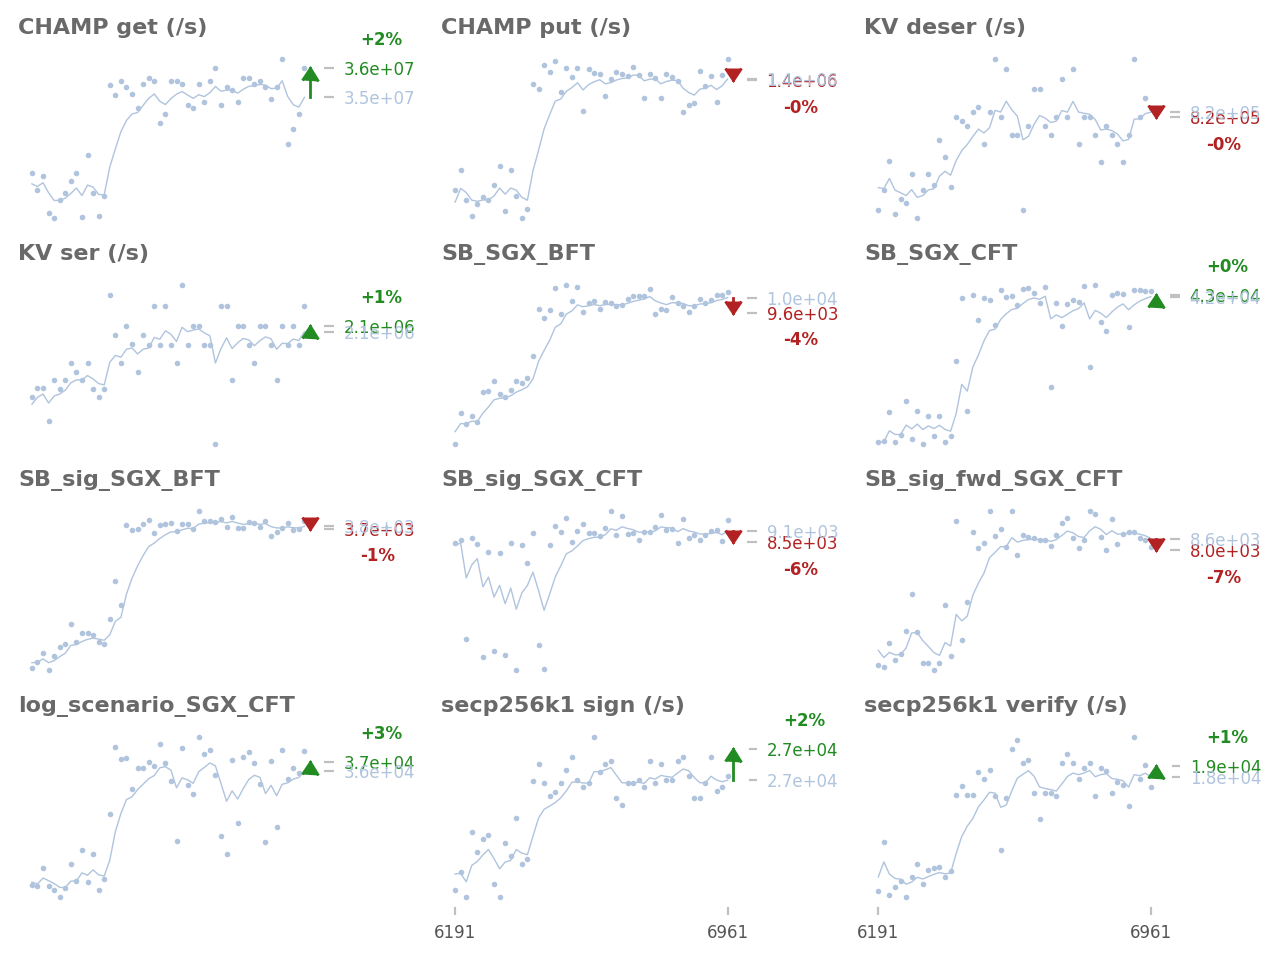 CHAMP get (/s)
+2%
3.6e+07
3.5e+07
CHAMP put (/s)
1.4e+06
-0%
KV deser (/s)
8.2e+05
-0%
KV ser (/s)
+1%
2.1e+06
2.1e+06
SB_SGX_BFT
1.0e+04
9.6e+03
-4%
SB_SGX_CFT
+0%
4.3e+04
SB_sig_SGX_BFT
3.7e+03
-1%
SB_sig_SGX_CFT
9.1e+03
8.5e+03
-6%
SB_sig_fwd_SGX_CFT
8.6e+03
8.0e+03
-7%
log_scenario_SGX_CFT
+3%
3.7e+04
3.6e+04
secp256k1 sign (/s)
+2%
2.7e+04
2.7e+04
secp256k1 verify (/s)
+1%
1.9e+04
1.8e+04
6191
6961
6191
6961